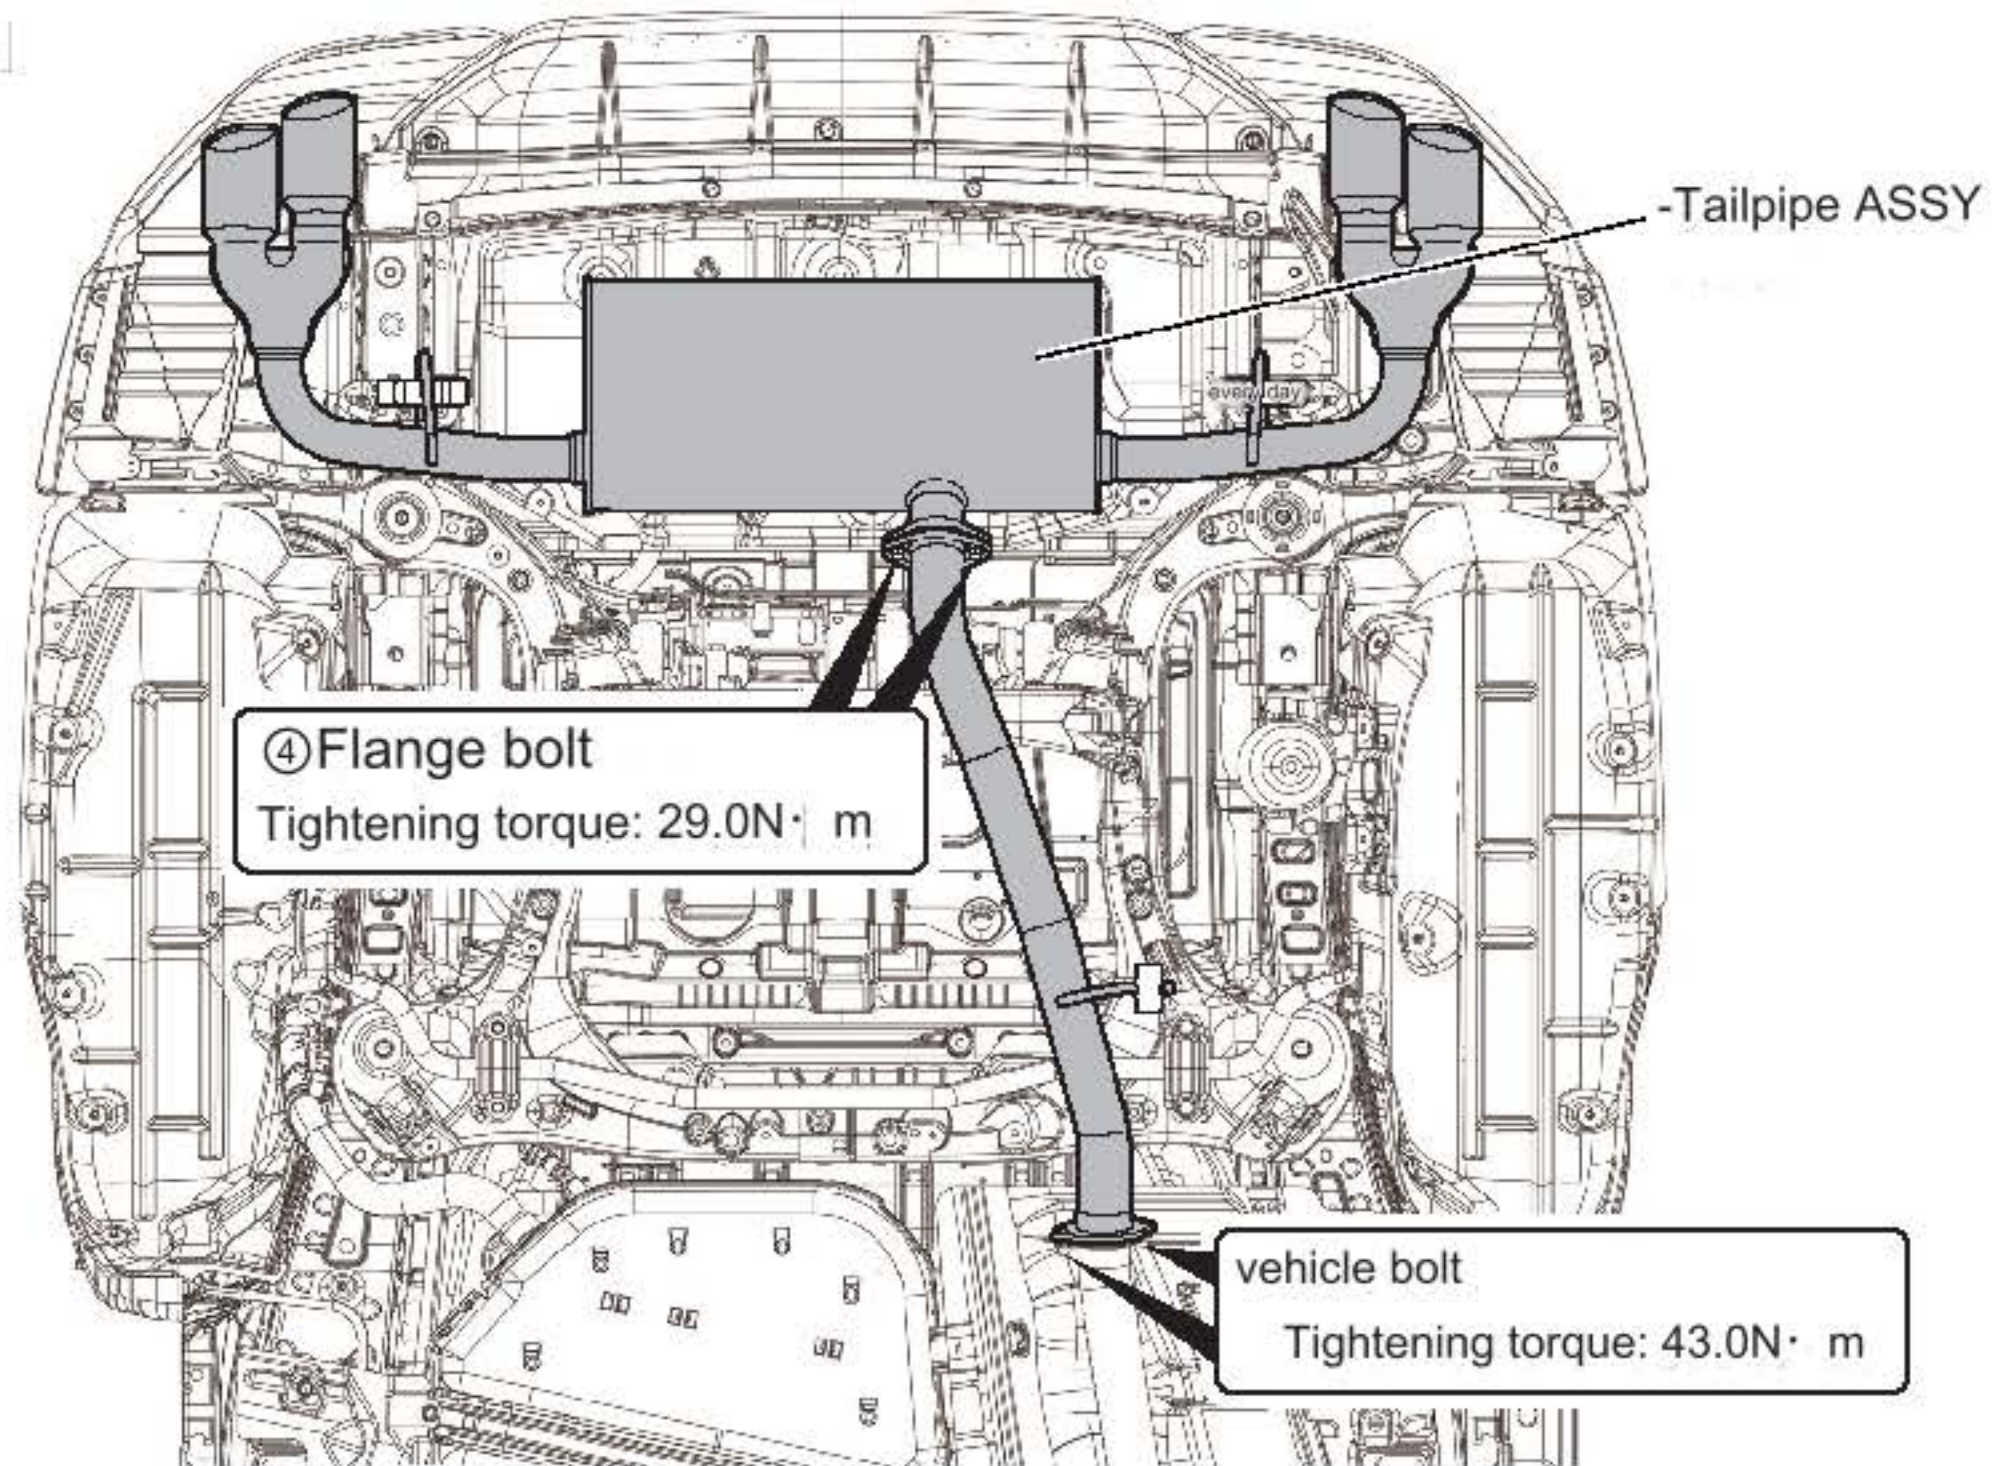 -Tailpipe ASSY
everyday
④Flange bolt
Tightening torque: 29.0N· m
vehicle bolt
Tightening torque: 43.0N· m